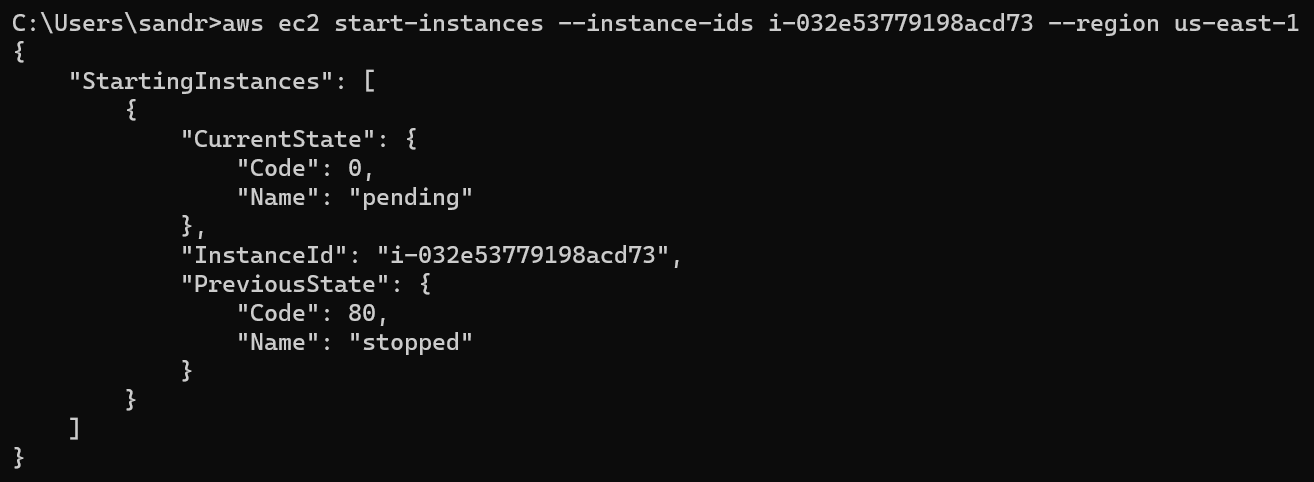 C:\Users\sandr>aws ec2 start-instances --instance-ids i-032e53779198acd73 --region us-east-1
{
    "StartingInstances": [
        {
            "CurrentState": {
                "Code": 0,
                "Name": "pending"
            },
            "InstanceId": "i-032e53779198acd73",
            "PreviousState": {
                "Code": 80,
                "Name": "stopped"
            }
        }
    ]
}